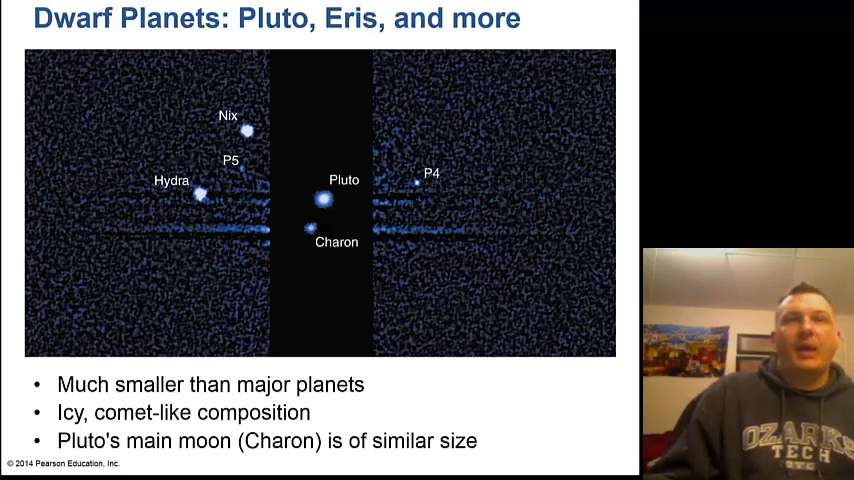 Dwarf Planets: Pluto, Eris, and more
Nix
P5
Hydra
Pluto
P4
Charon
• Much smaller than major planets
• Icy, comet-like composition
• Pluto's main moon (Charon) is of similar size
© 2014 Pearson Education, Inc.
OZARKS
TECH